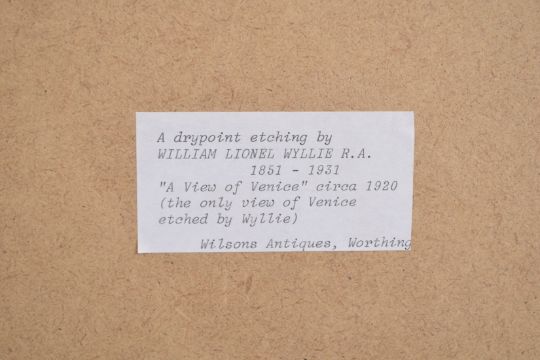 A drypoint etching by
WILLIAM LIONEL WYLLIE R.A.
1851 - 1931
"A View of Venice" circa 1920
(the only view of Venice
etched by Wyllie)
Wilsons Antiques, Worthing